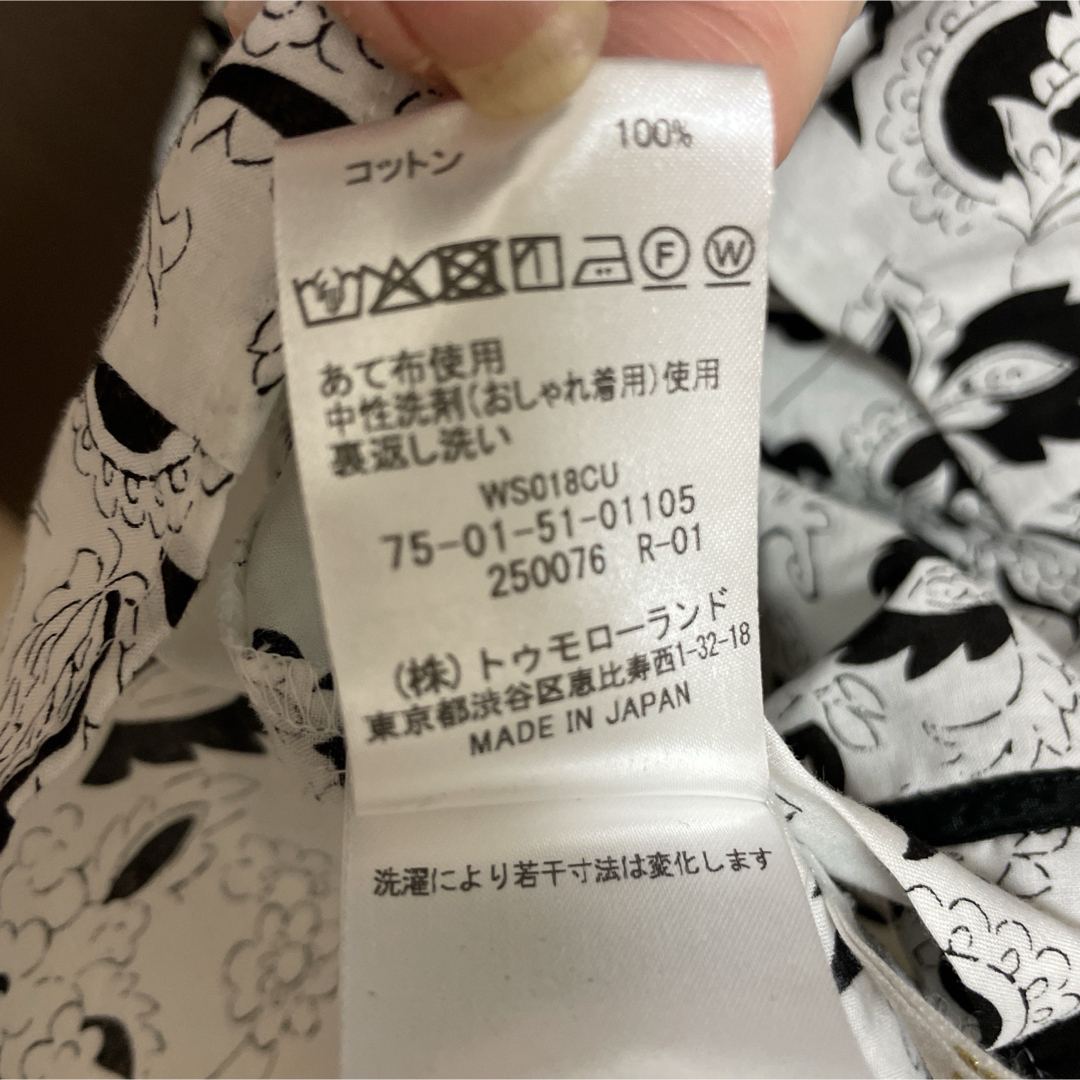 コットン 100%
F W
あて布使用
中性洗剤(おしゃれ着用)使用
裏返し洗い
WS018CU
75-01-51-01105
250076 R-01
(株)トゥモローランド
東京都渋谷区恵比寿西1-32-18
MADE IN JAPAN
洗濯により若干寸法は変化します